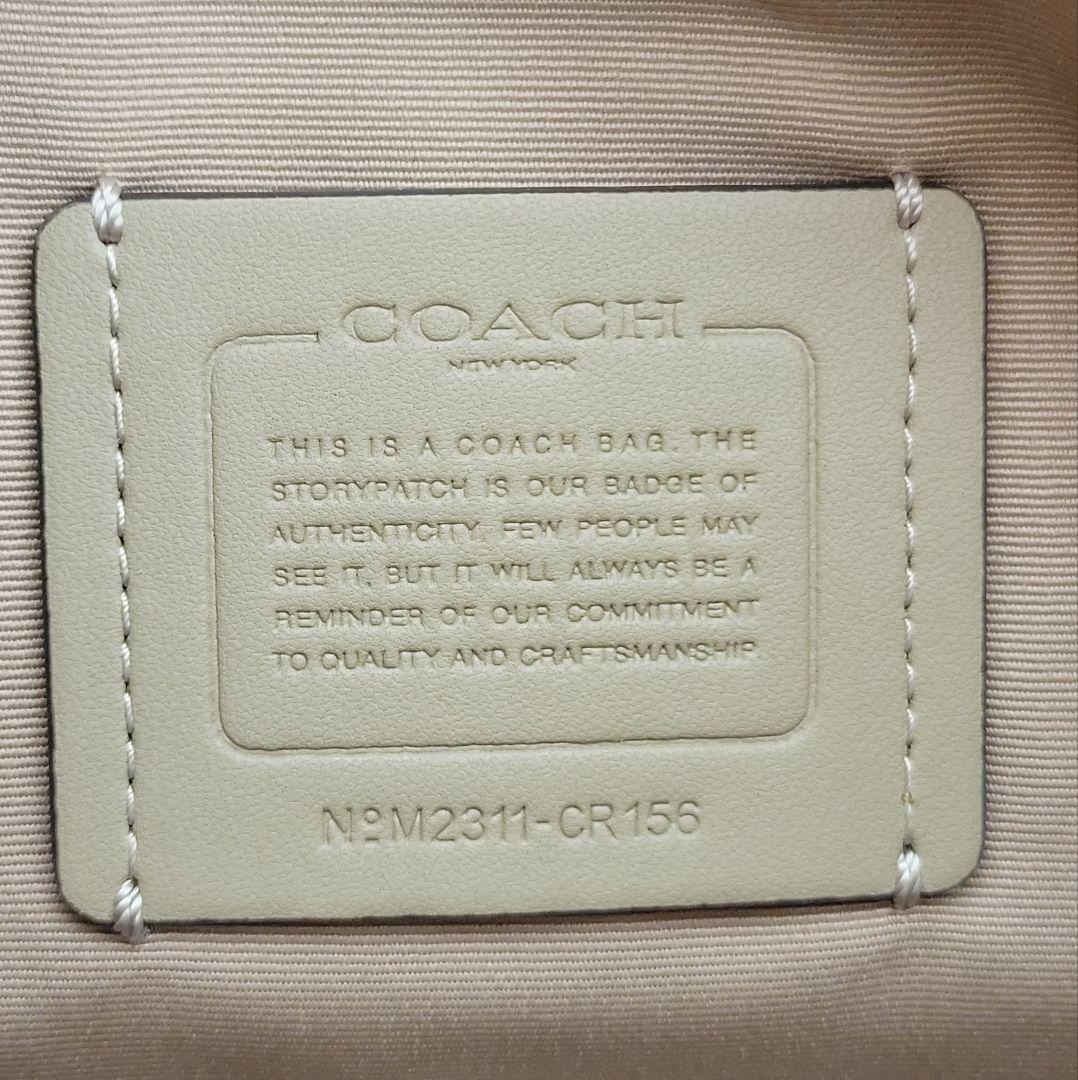 COACH
NEW YORK
THIS IS A COACH BAG. THE
STORYPATCH IS OUR BADGE OF
AUTHENTICITY. FEW PEOPLE MAY
SEE IT, BUT IT WILL ALWAYS BE A
REMINDER OF OUR COMMITMENT
TO QUALITY AND CRAFTSMANSHIP.
NºM2311-CR156